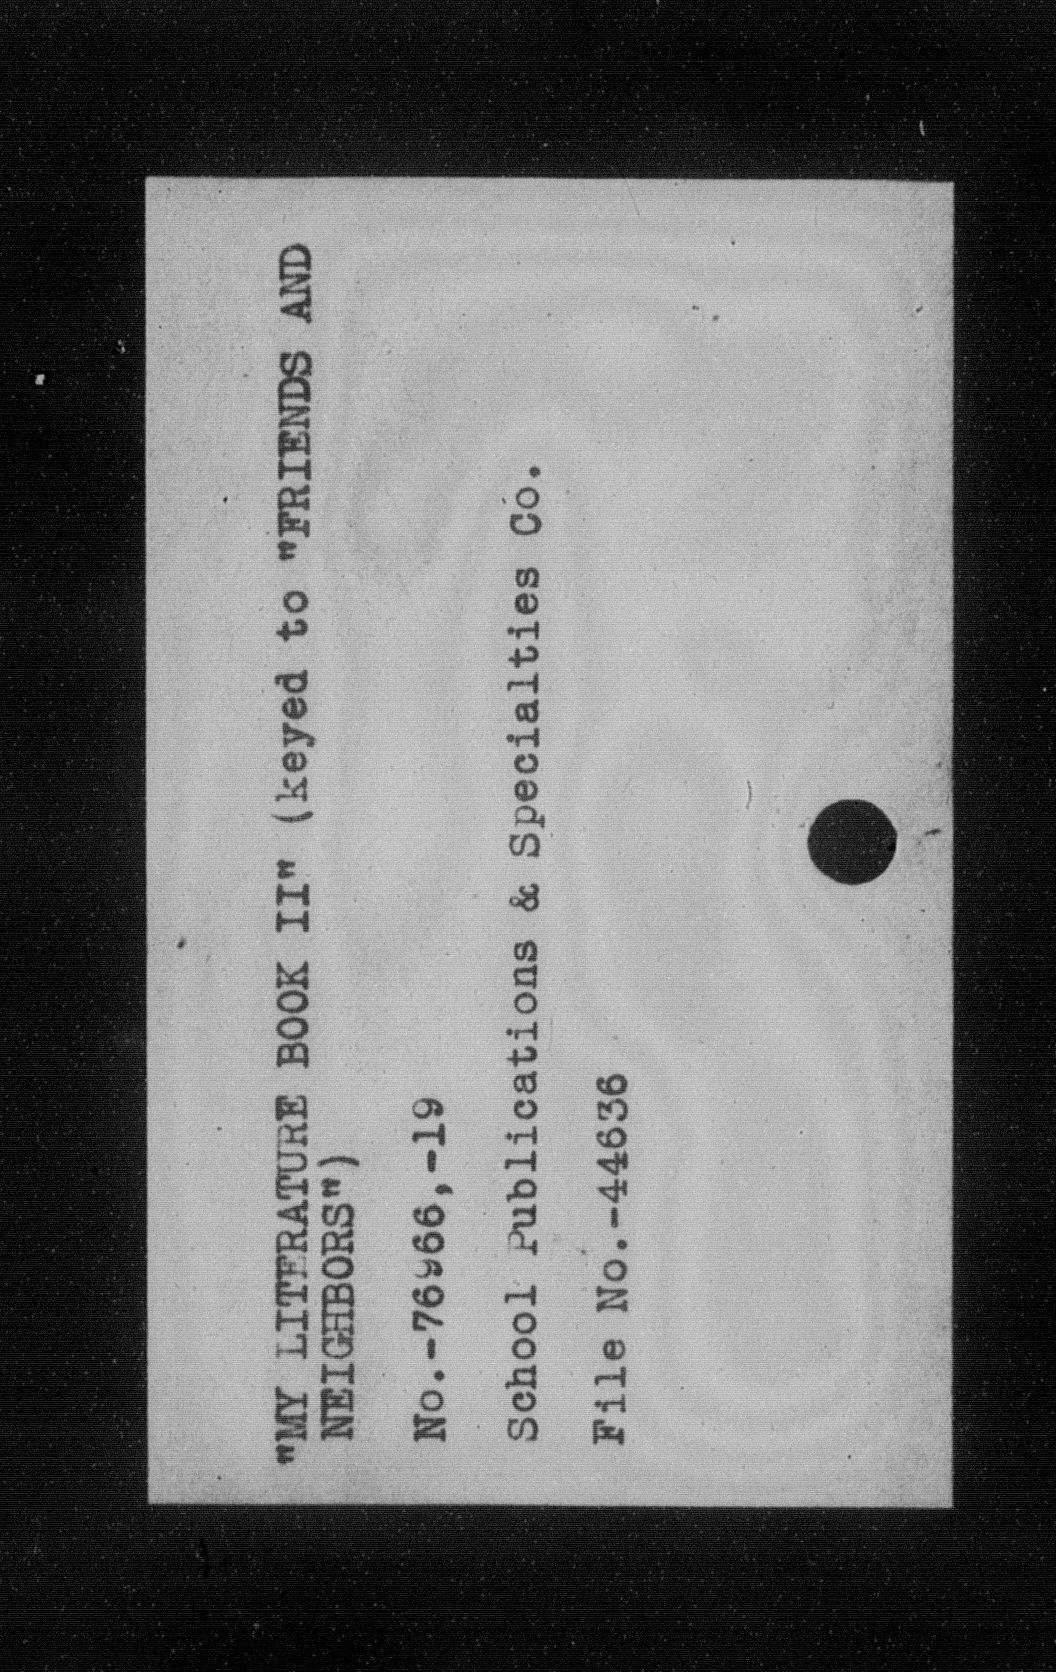 "MY LITERATURE BOOK II" (keyed to "FRIENDS AND
NEIGHBORS")
No.-76966,-19
School Publications & Specialties Co.
File No.-44636